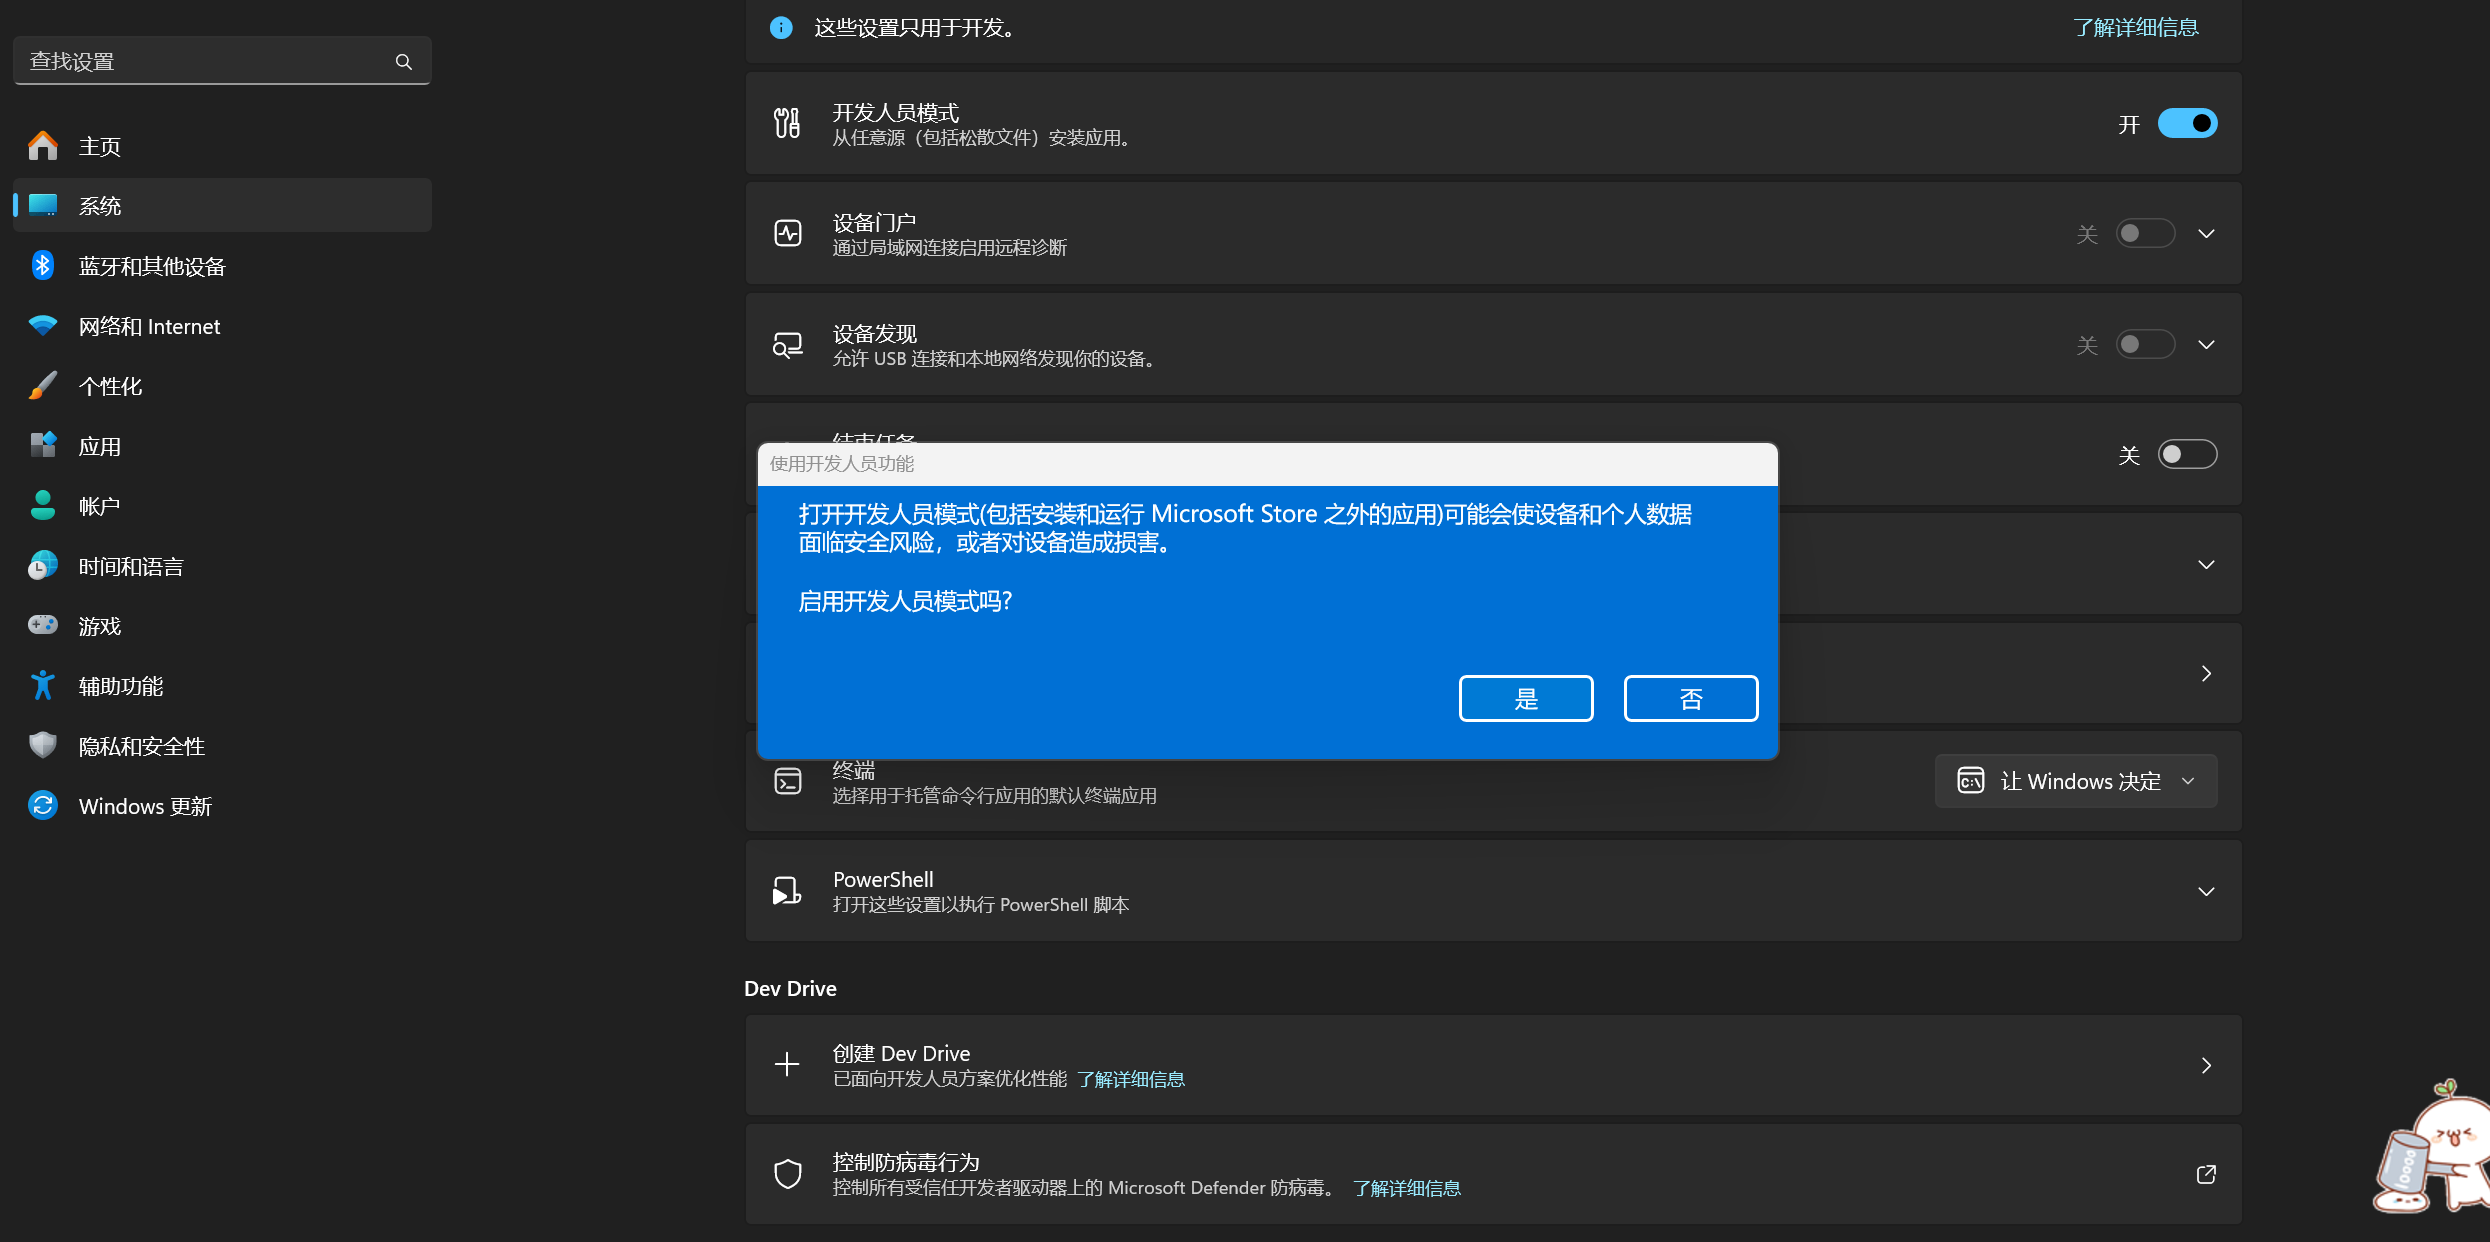 查找设置
主页
系统
蓝牙和其他设备
网络和 Internet
个性化
应用
帐户
时间和语言
游戏
辅助功能
隐私和安全性
Windows 更新
这些设置只用于开发。
了解详细信息
开发人员模式
从任意源（包括松散文件）安装应用。
开
设备门户
通过局域网连接启用远程诊断
关
设备发现
允许 USB 连接和本地网络发现你的设备。
关
结束任务
关
使用开发人员功能
打开开发人员模式(包括安装和运行 Microsoft Store 之外的应用)可能会使设备和个人数据
面临安全风险，或者对设备造成损害。
启用开发人员模式吗?
是
否
终端
选择用于托管命令行应用的默认终端应用
让 Windows 决定
PowerShell
打开这些设置以执行 PowerShell 脚本
Dev Drive
创建 Dev Drive
已面向开发人员方案优化性能 了解详细信息
控制防病毒行为
控制所有受信任开发者驱动器上的 Microsoft Defender 防病毒。 了解详细信息